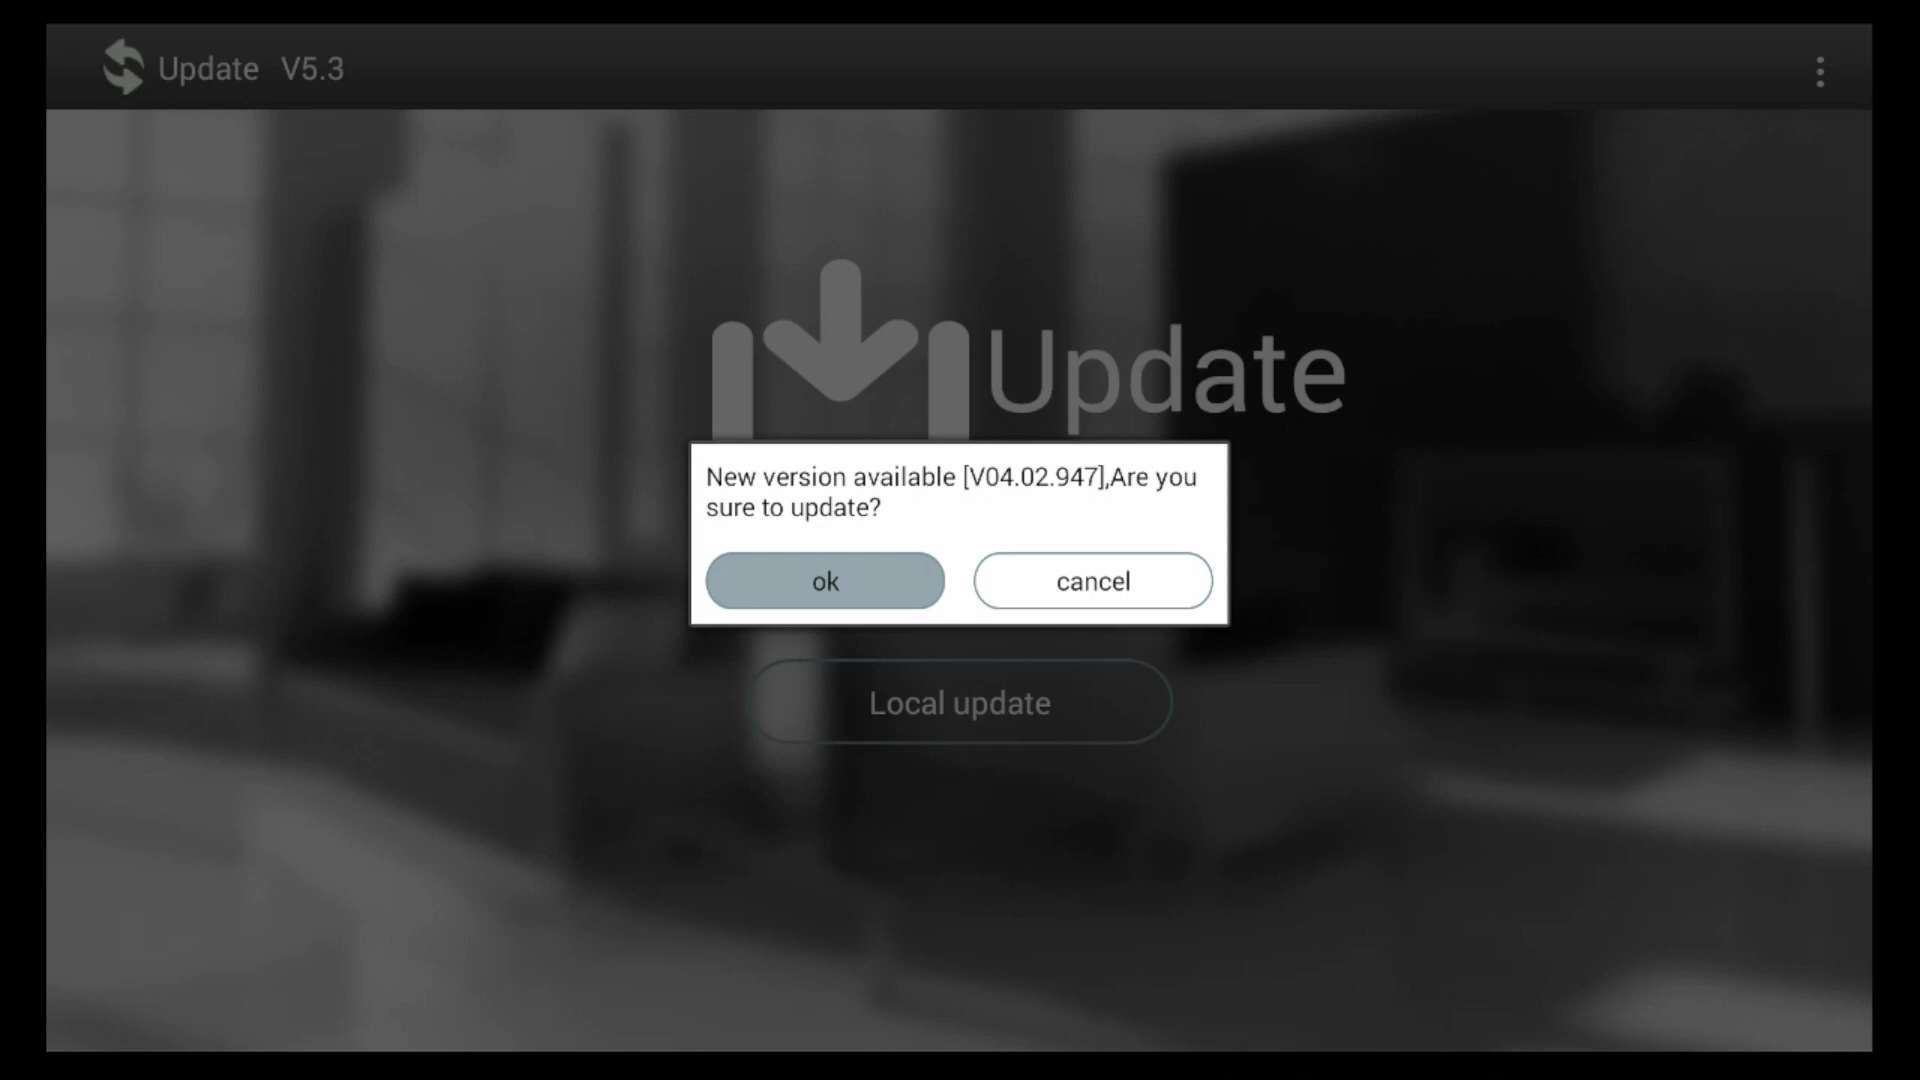 Update V5.3
Update
New version available [V04.02.947],Are you
sure to update?
ok
cancel
Local update